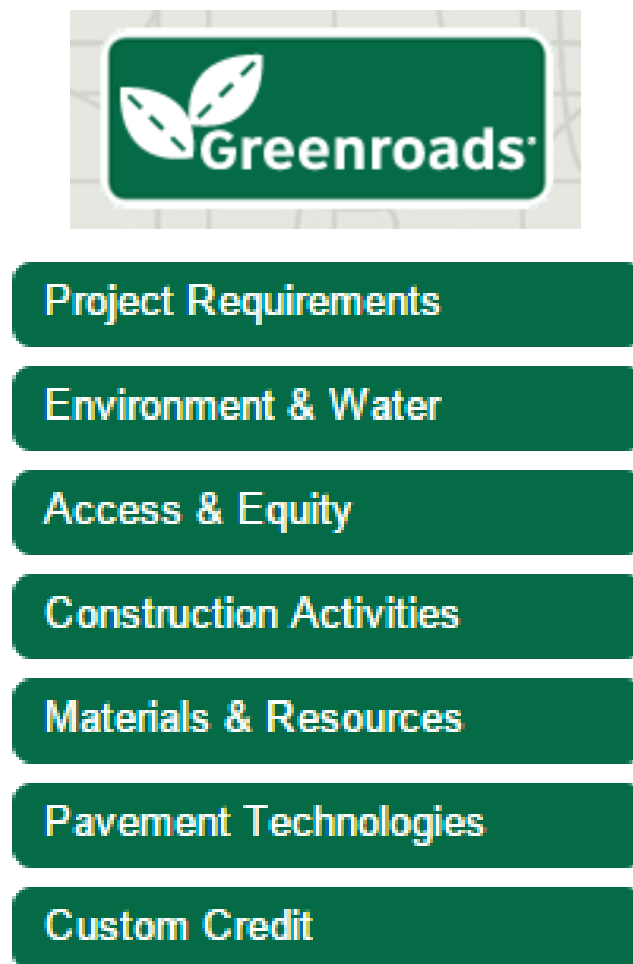 Greenroads
Project Requirements
Environment & Water
Access & Equity
Construction Activities
Materials & Resources
Pavement Technologies
Custom Credit